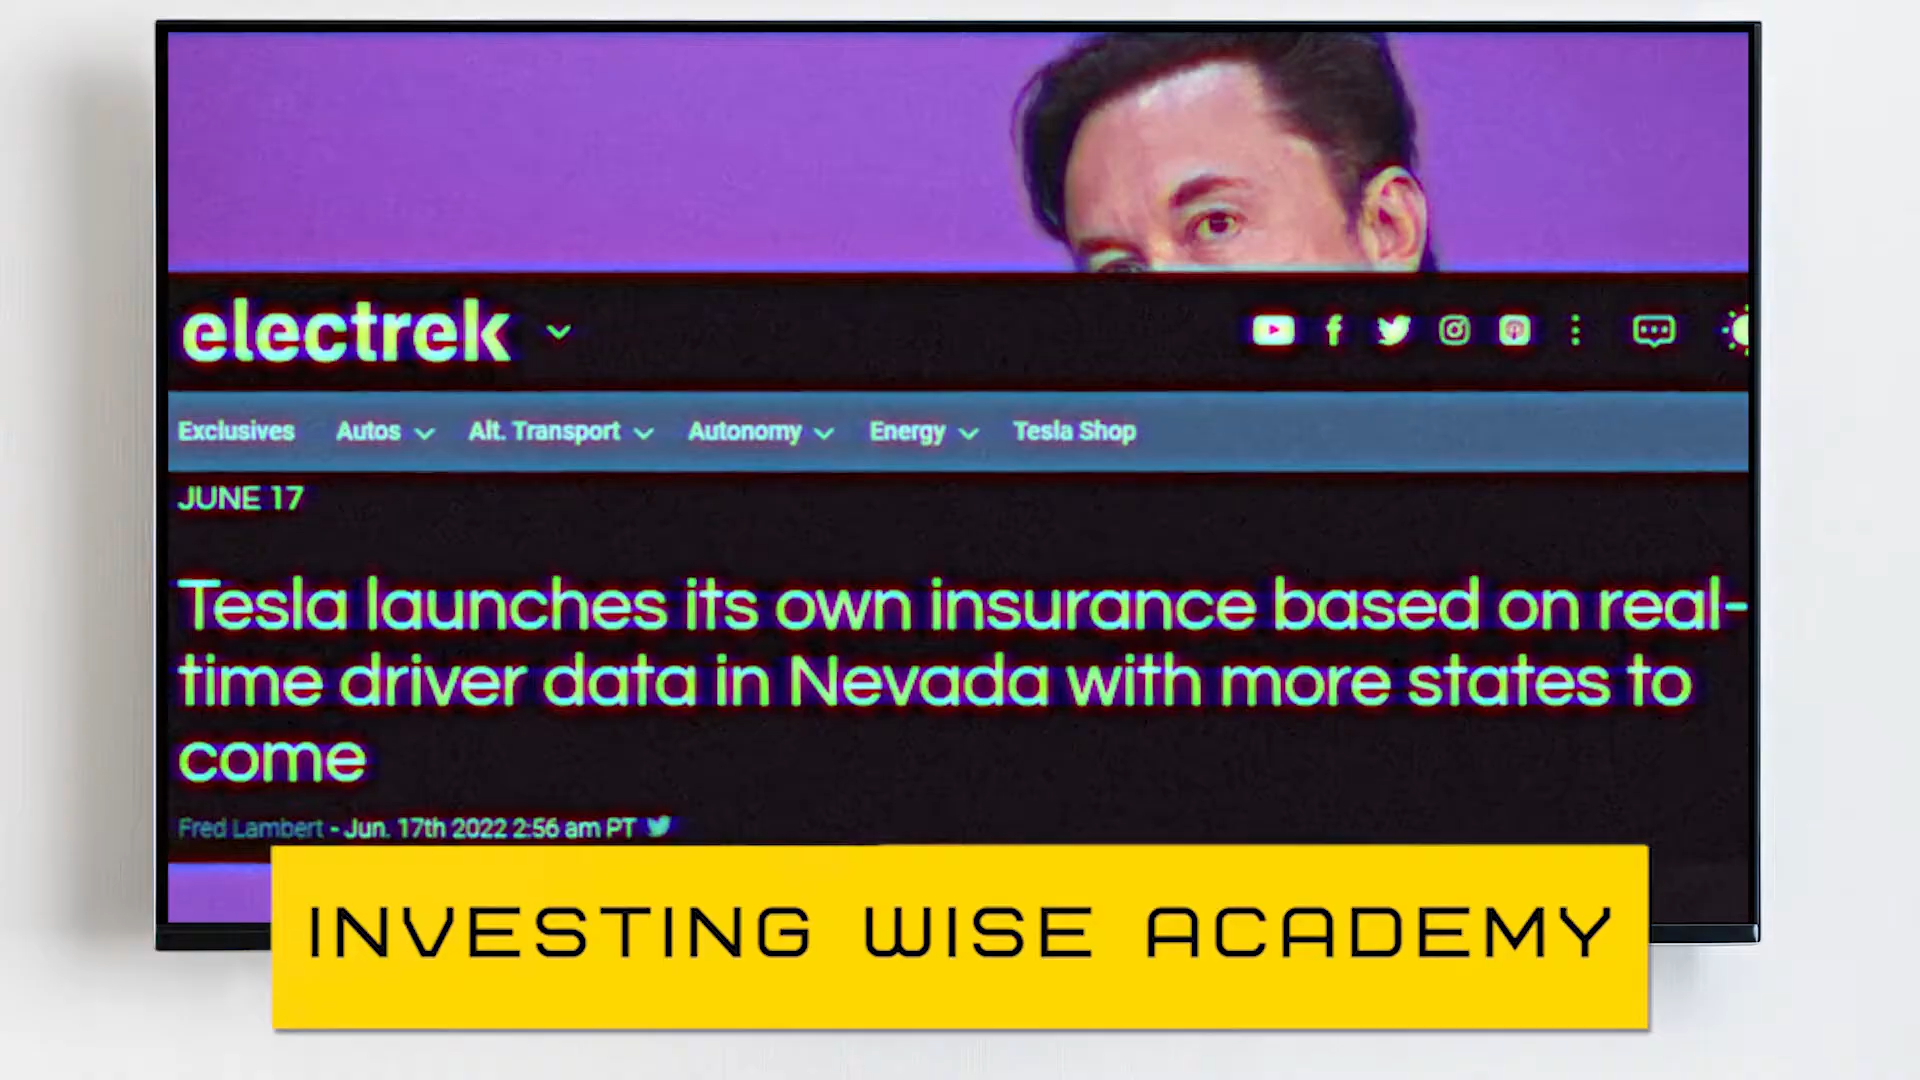 electrek
Exclusives Autos Alt. Transport Autonomy Energy Tesla Shop
JUNE 17
Tesla launches its own insurance based on real-
time driver data in Nevada with more states to
come
Fred Lambert - Jun. 17th 2022 2:56 am PT
INVESTING WISE ACADEMY